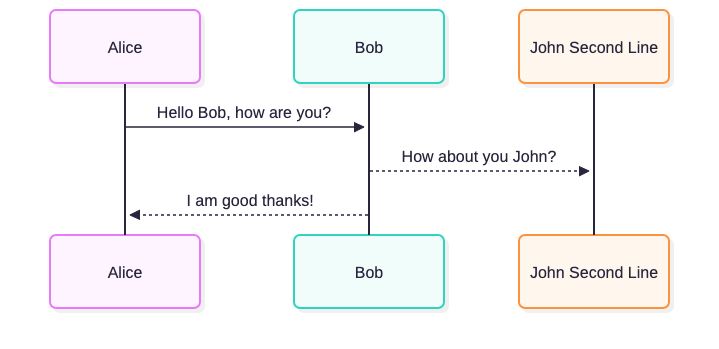 Alice
Bob
John Second Line
Hello Bob, how are you?
How about you John?
I am good thanks!
Alice
Bob
John Second Line